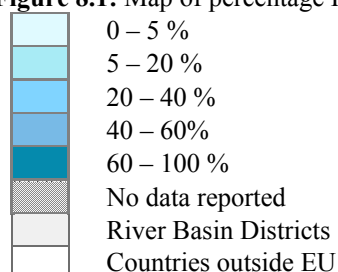 Figure 8.1: Map of percentage
0 – 5 %
5 – 20 %
20 – 40 %
40 – 60%
60 – 100 %
No data reported
River Basin Districts
Countries outside EU